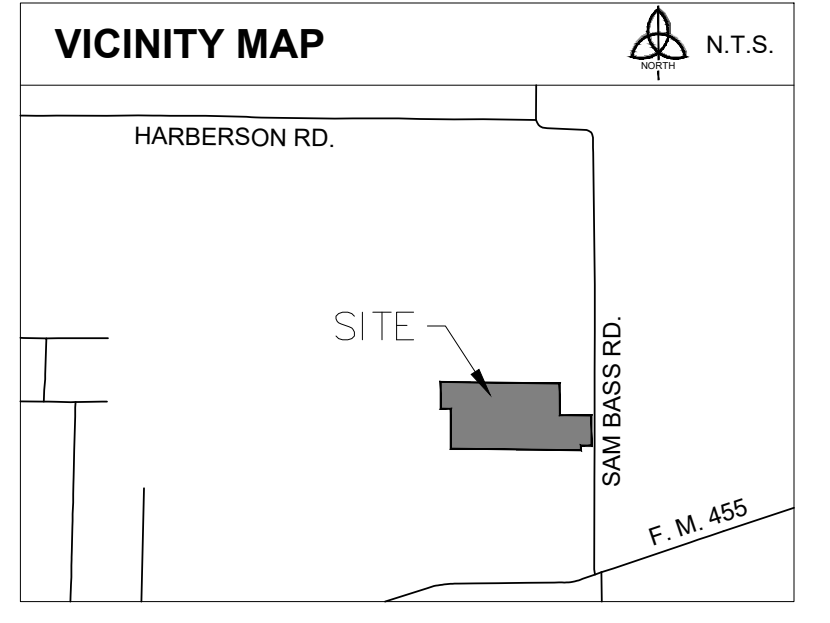 VICINITY MAP
NORTH
N.T.S.
HARBERSON RD.
SITE
SAM BASS RD.
F. M. 455